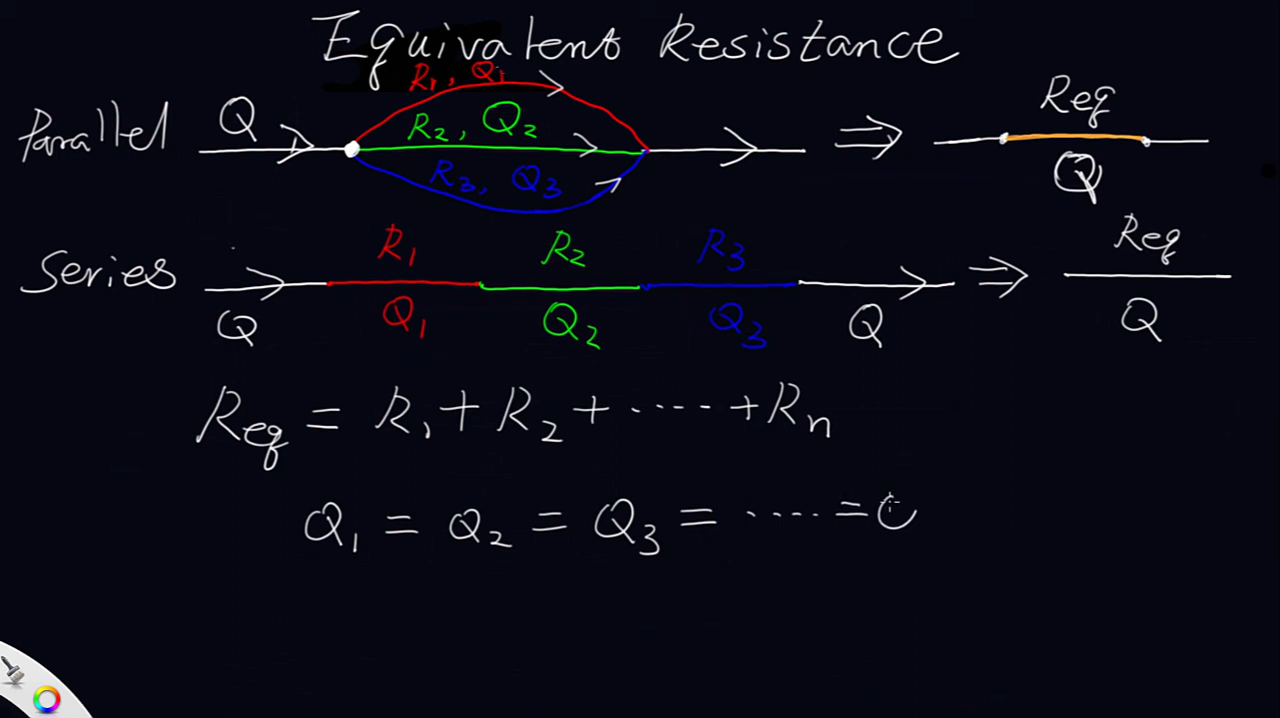 Equivalent Resistance
Parallel Q R1, Q1 R2, Q2 R3, Q3 ⇒ Req Q
Series Q R1 Q1 R2 Q2 R3 Q3 Q ⇒ Req Q
Req = R1 + R2 + ..... + Rn
Q1 = Q2 = Q3 = ..... =